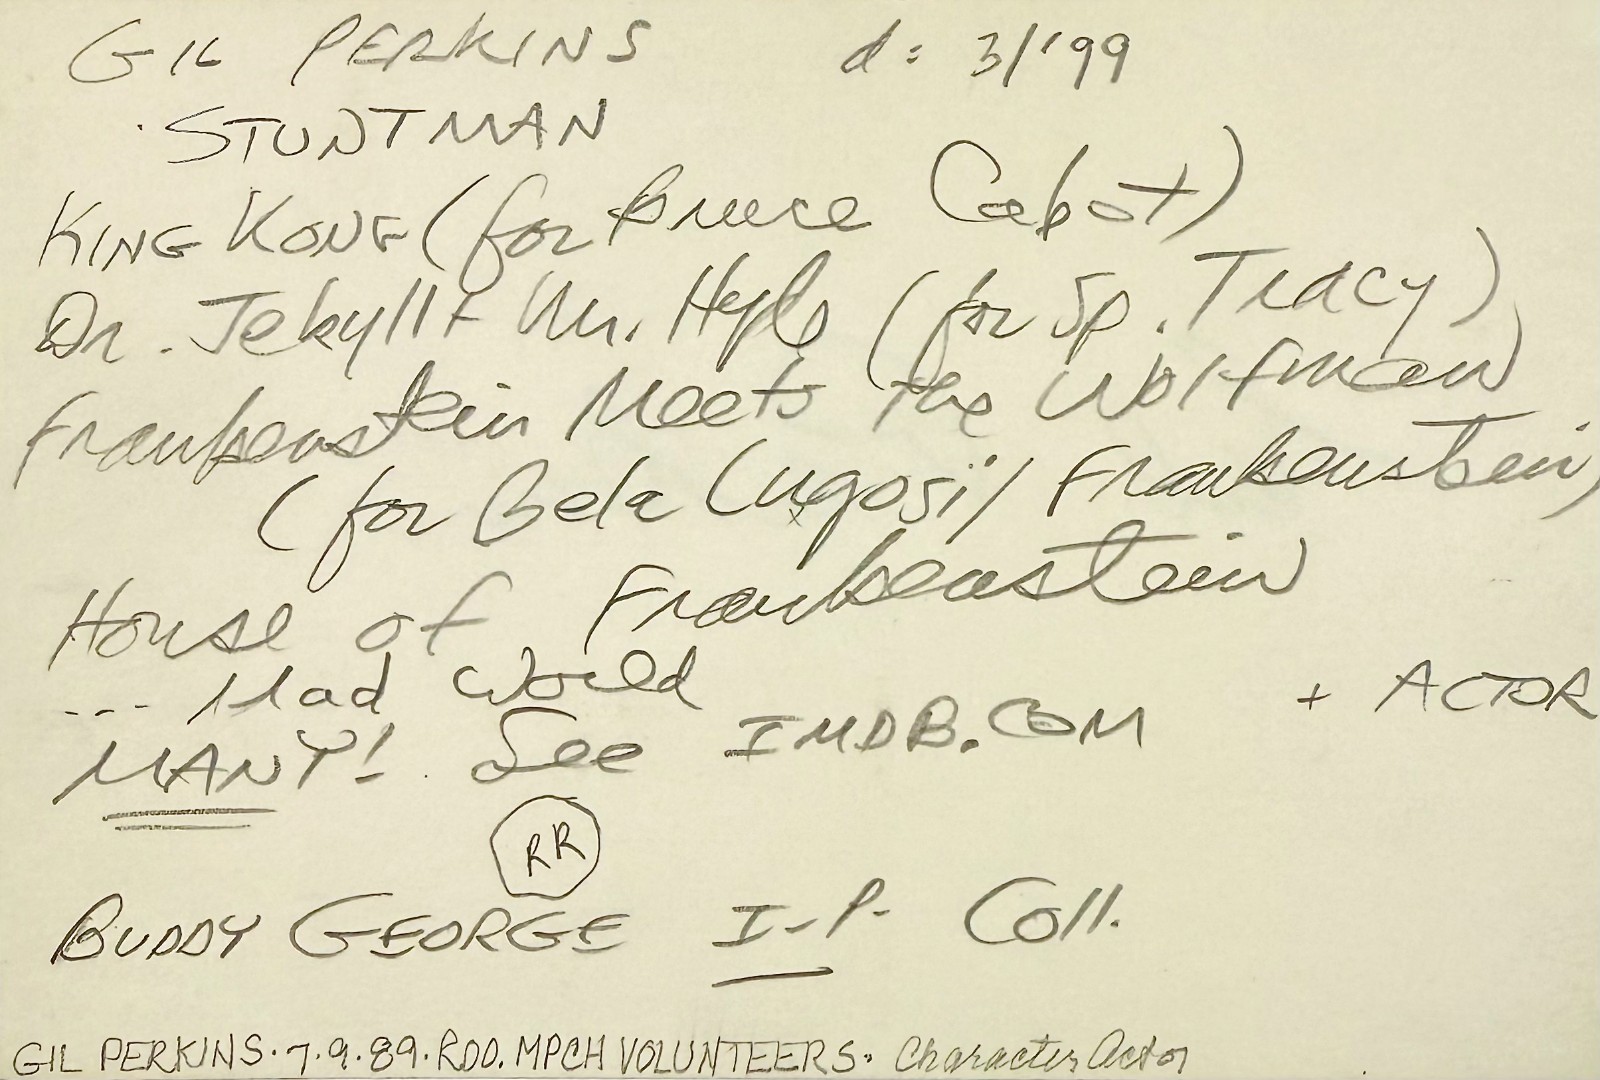 GIL PERKINS d: 3/'99
STUNTMAN
KING KONG (for Bruce Cabot)
Dr. Jekyll + Mr. Hyde (for Sp. Tracy)
Frankenstein Meets the Wolfman
(for Bela Lugosi / Frankenstein)
House of Frankenstein
... Mad World + ACTOR
MANY! See IMDB.COM
RR
BUDDY GEORGE I-P- Coll.
GIL PERKINS. 7.9.89. RDO. MPCH VOLUNTEERS. Character Actor